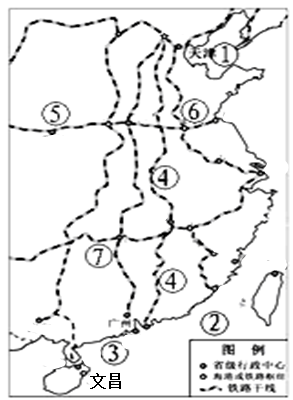 天津
①
⑤
⑥
④
⑦
④
②
广州
③
文昌
图 例
省级行政中心
海港或铁路枢纽
铁路干线